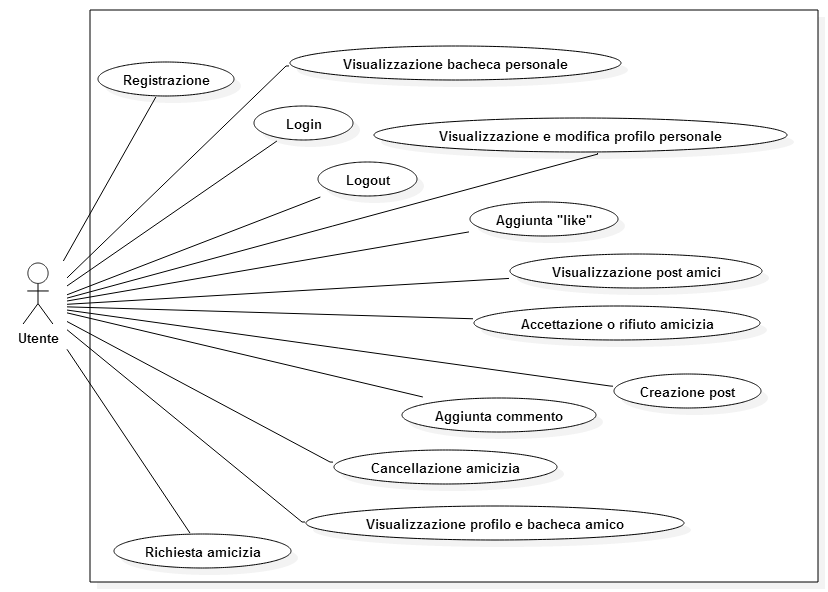 Visualizzazione bacheca personale
Registrazione
Login
Visualizzazione e modifica profilo personale
Logout
Aggiunta "like"
Visualizzazione post amici
Accettazione o rifiuto amicizia
Utente
Creazione post
Aggiunta commento
Cancellazione amicizia
Visualizzazione profilo e bacheca amico
Richiesta amicizia